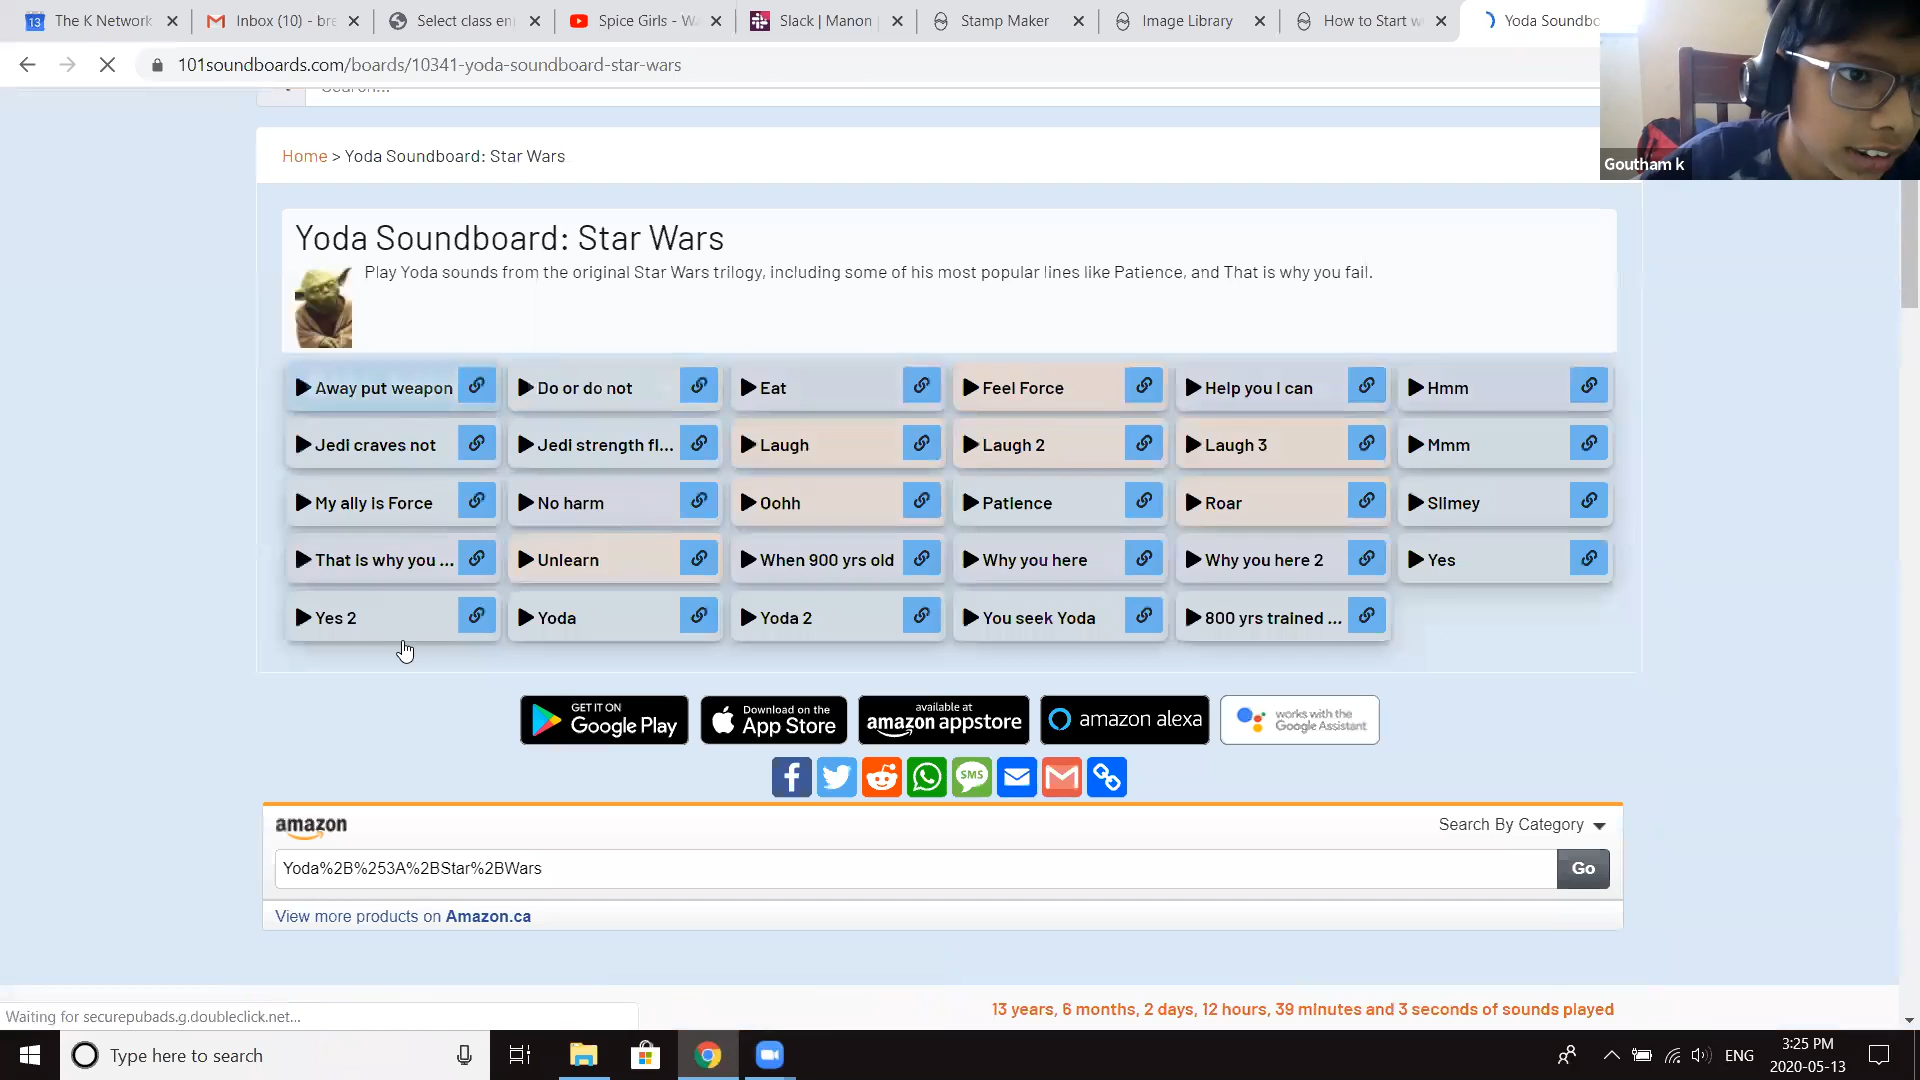 The K Network
Inbox (10) - bre
Select class en
Spice Girls - Wa
Slack | Manon
Stamp Maker
Image Library
How to Start w
Yoda Soundbo
101soundboards.com/boards/10341-yoda-soundboard-star-wars
Search...
Goutham k
Home > Yoda Soundboard: Star Wars
Yoda Soundboard: Star Wars
Play Yoda sounds from the original Star Wars trilogy, including some of his most popular lines like Patience, and That is why you fail.
Away put weapon
Do or do not
Eat
Feel Force
Help you I can
Hmm
Jedi craves not
Jedi strength fl...
Laugh
Laugh 2
Laugh 3
Mmm
My ally is Force
No harm
Oohh
Patience
Roar
Slimey
That is why you ...
Unlearn
When 900 yrs old
Why you here
Why you here 2
Yes
Yes 2
Yoda
Yoda 2
You seek Yoda
800 yrs trained ...
GET IT ON
Google Play
Download on the
App Store
available at
amazon appstore
amazon alexa
works with the
Google Assistant
SMS
amazon
Search By Category
Yoda%2B%253A%2BStar%2BWars
Go
View more products on Amazon.ca
13 years, 6 months, 2 days, 12 hours, 39 minutes and 3 seconds of sounds played
Waiting for securepubads.g.doubleclick.net...
Type here to search
ENG
3:25 PM
2020-05-13